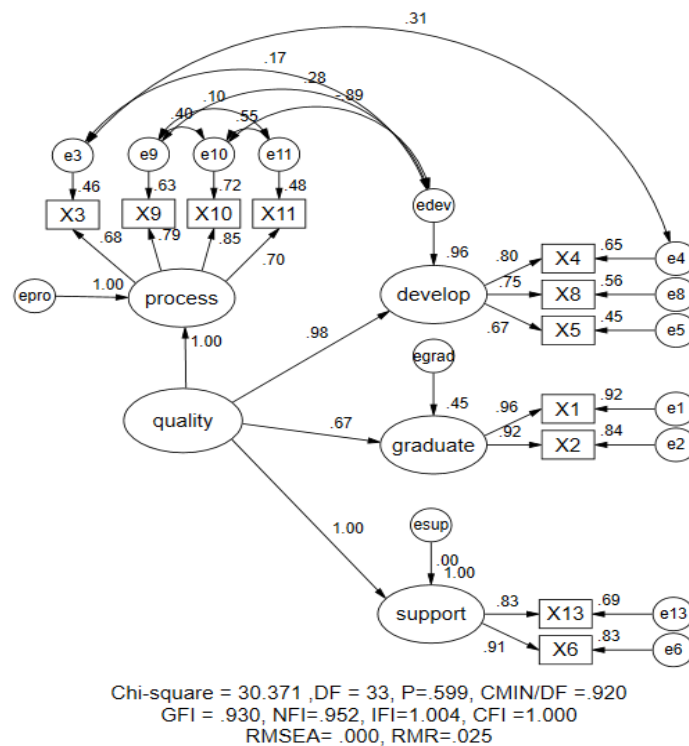 .31
.17
.28
-.89
.10
.40
.55
e3
e9
e10
e11
.46
.63
.72
.48
X3
X9
X10
X11
edev
.68
.79
.85
.70
.96
.80
X4
.65
e4
epro
1.00
process
develop
.75
X8
.56
e8
.67
X5
.45
e5
1.00
.98
egrad
quality
.67
.45
graduate
.96
X1
.92
e1
.92
X2
.84
e2
1.00
esup
.00
1.00
support
.83
X13
.69
e13
.91
X6
.83
e6
Chi-square = 30.371 ,DF = 33, P=.599, CMIN/DF =.920
GFI = .930, NFI=.952, IFI=1.004, CFI =1.000
RMSEA= .000, RMR=.025